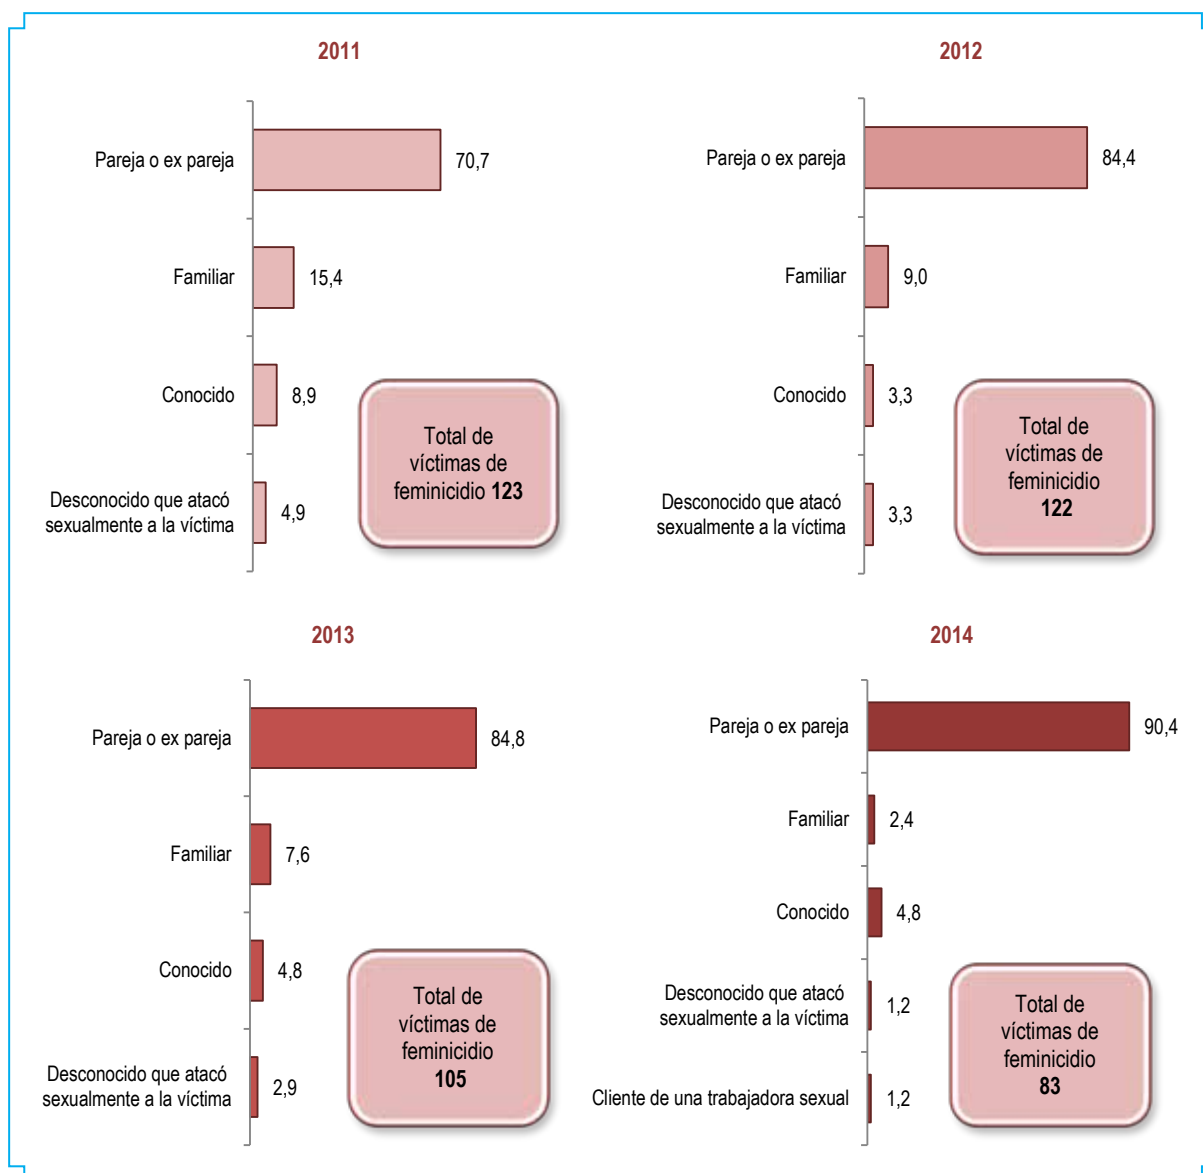 2011
Pareja o ex pareja
70,7
Familiar
15,4
Conocido
8,9
Desconocido que atacó
sexualmente a la víctima
4,9
Total de
víctimas de
feminicidio 123
2012
Pareja o ex pareja
84,4
Familiar
9,0
Conocido
3,3
Desconocido que atacó
sexualmente a la víctima
3,3
Total de
víctimas de
feminicidio
122
2013
Pareja o ex pareja
84,8
Familiar
7,6
Conocido
4,8
Desconocido que atacó
sexualmente a la víctima
2,9
Total de
víctimas de
feminicidio
105
2014
Pareja o ex pareja
90,4
Familiar
2,4
Conocido
4,8
Desconocido que atacó
sexualmente a la víctima
1,2
Cliente de una trabajadora sexual
1,2
Total de
víctimas de
feminicidio
83